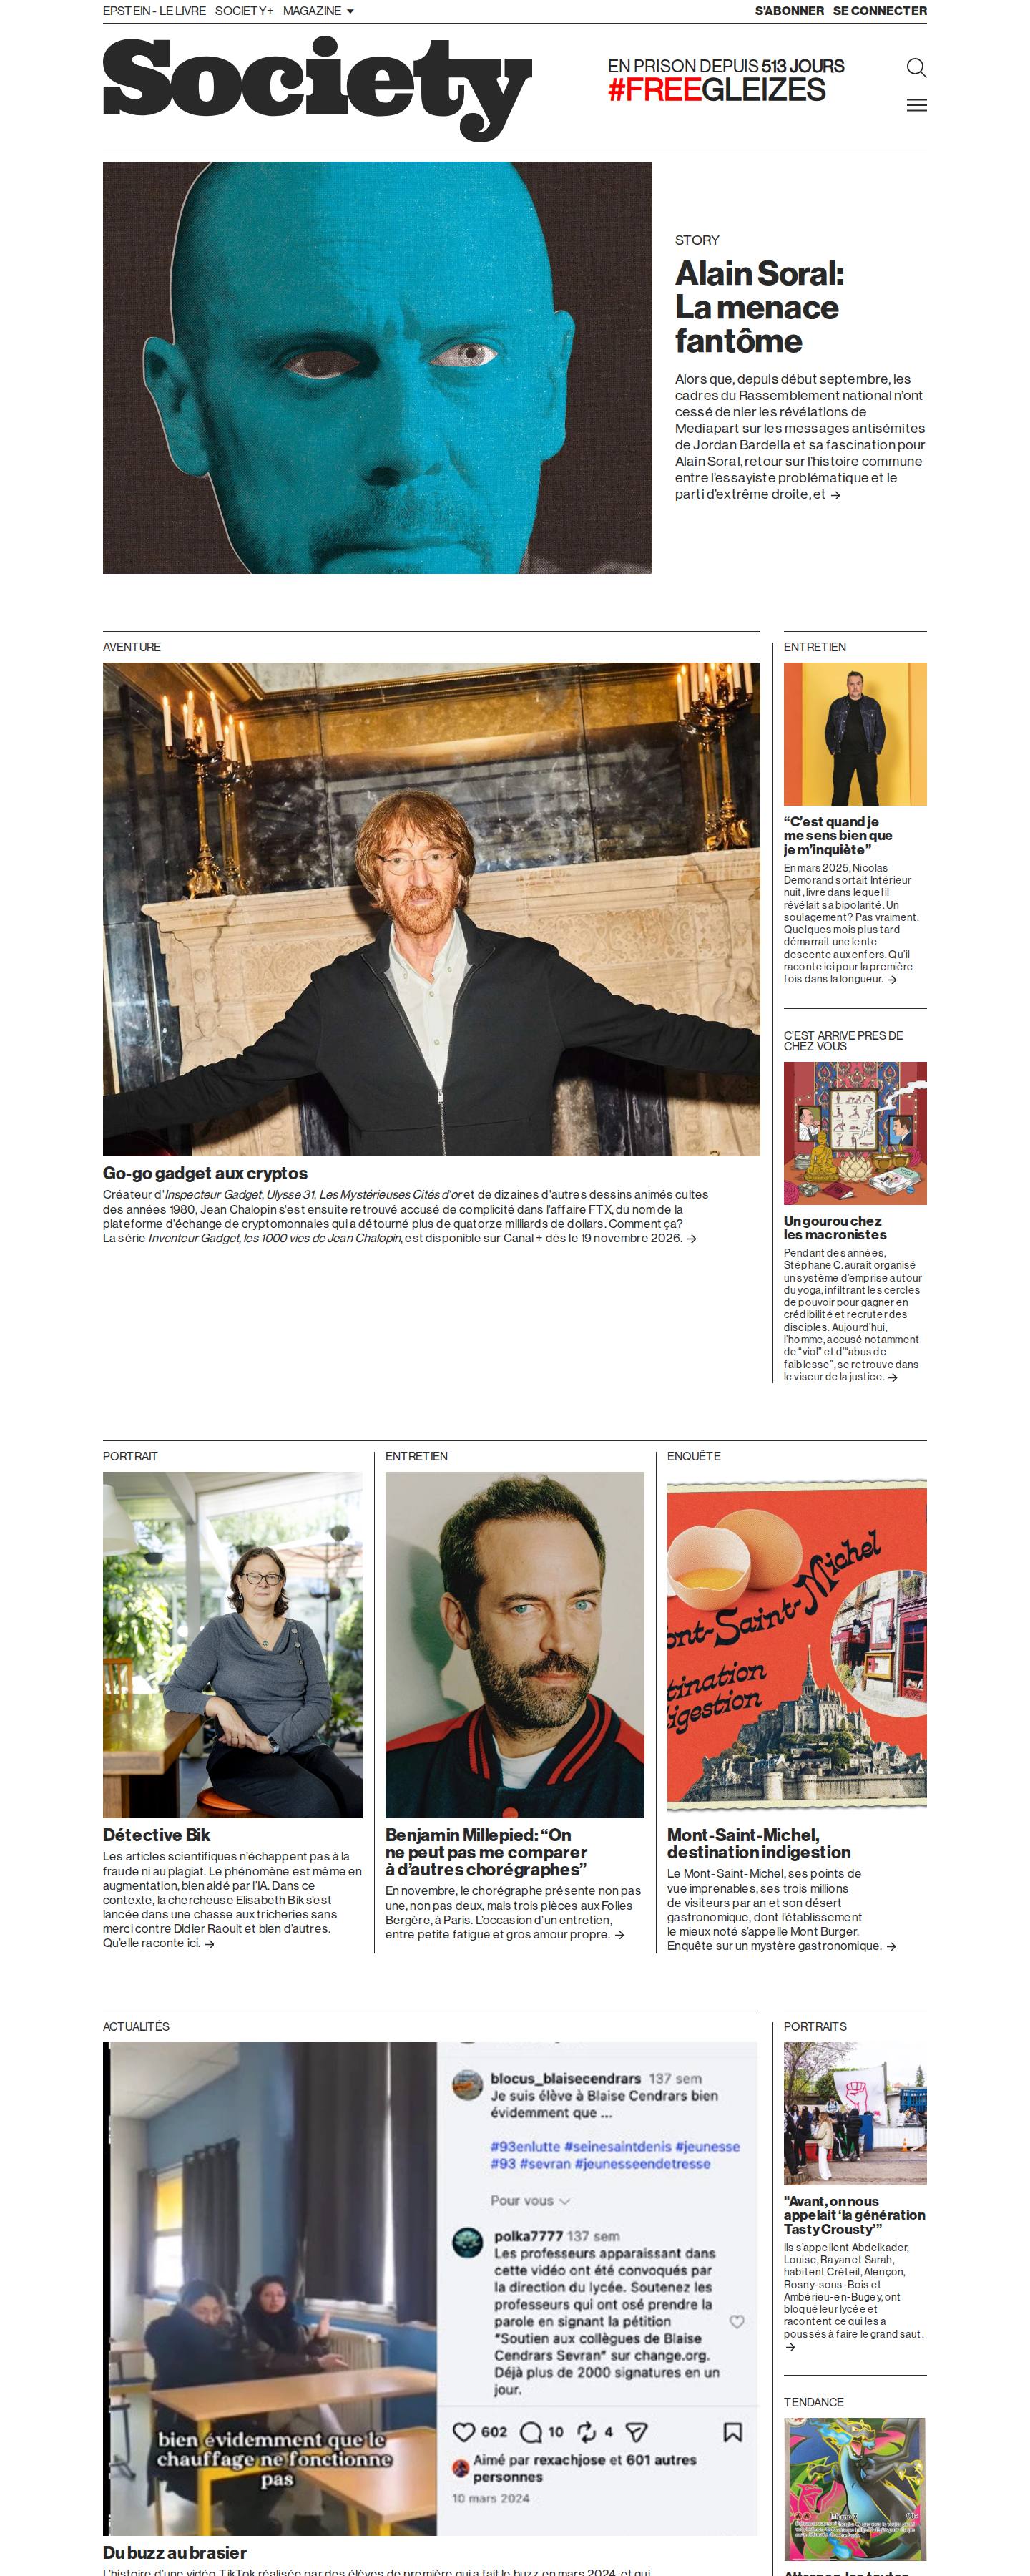 EPSTEIN - LE LIVRE SOCIETY+ MAGAZINE
S'ABONNER SE CONNECTER
Society
EN PRISON DEPUIS 513 JOURS
#FREEGLEIZES
STORY
Alain Soral:
La menace
fantôme
Alors que, depuis début septembre, les
cadres du Rassemblement national n'ont
cessé de nier les révélations de
Mediapart sur les messages antisémites
de Jordan Bardella et sa fascination pour
Alain Soral, retour sur l'histoire commune
entre l'essayiste problématique et le
parti d'extrême droite, et →
AVENTURE
Go-go gadget aux cryptos
Créateur d'Inspecteur Gadget, Ulysse 31, Les Mystérieuses Cités d'or et de dizaines d'autres dessins animés cultes
des années 1980, Jean Chalopin s'est ensuite retrouvé accusé de complicité dans l'affaire FTX, du nom de la
plateforme d'échange de cryptomonnaies qui a détourné plus de quatorze milliards de dollars. Comment ça?
La série Inventeur Gadget, les 1000 vies de Jean Chalopin, est disponible sur Canal + dès le 19 novembre 2026. →
ENTRETIEN
“C’est quand je
me sens bien que
je m’inquiète”
En mars 2025, Nicolas
Demorand sortait Intérieur
nuit, livre dans lequel il
révélait sa bipolarité. Un
soulagement? Pas vraiment.
Quelques mois plus tard
démarrait une lente
descente aux enfers. Qu'il
raconte ici pour la première
fois dans la longueur. →
C'EST ARRIVE PRES DE
CHEZ VOUS
Un gourou chez
les macronistes
Pendant des années,
Stéphane C. aurait organisé
un système d'emprise autour
du yoga, infiltrant les cercles
de pouvoir pour gagner en
crédibilité et recruter des
disciples. Aujourd'hui,
l'homme, accusé notamment
de "viol" et d'"abus de
faiblesse", se retrouve dans
le viseur de la justice. →
PORTRAIT
Détective Bik
Les articles scientifiques n'échappent pas à la
fraude ni au plagiat. Le phénomène est même en
augmentation, bien aidé par l'IA. Dans ce
contexte, la chercheuse Elisabeth Bik s'est
lancée dans une chasse aux tricheries sans
merci contre Didier Raoult et bien d'autres.
Qu'elle raconte ici. →
ENTRETIEN
Benjamin Millepied: “On
ne peut pas me comparer
à d’autres chorégraphes”
En novembre, le chorégraphe présente non pas
une, non pas deux, mais trois pièces aux Folies
Bergère, à Paris. L'occasion d'un entretien,
entre petite fatigue et gros amour propre. →
ENQUÊTE
ont-Saint-Michel
tination
igestion
Mont-Saint-Michel,
destination indigestion
Le Mont-Saint-Michel, ses points de
vue imprenables, ses trois millions
de visiteurs par an et son désert
gastronomique, dont l'établissement
le mieux noté s'appelle Mont Burger.
Enquête sur un mystère gastronomique. →
ACTUALITÉS
blocus_blaisecendrars 137 sem
Je suis élève à Blaise Cendrars bien
évidemment que ...
#93enlutte #seinesaintdenis #jeunesse
#93 #sevran #jeunesseendetresse
Pour vous
polka7777 137 sem
Les professeurs apparaissant dans
cette vidéo ont été convoqués par
la direction du lycée. Soutenez les
professeurs qui ont osé prendre la
parole en signant la pétition
"Soutien aux collègues de Blaise
Cendrars Sevran" sur change.org.
Déjà plus de 2000 signatures en un
jour.
602 10 4
Aimé par rexachjose et 601 autres
personnes
10 mars 2024
bien évidemment que le
chauffage ne fonctionne
pas
Du buzz au brasier
L'histoire d'une vidéo TikTok réalisée par des élèves de première qui a fait le buzz en mars 2024, et qui
PORTRAITS
"Avant, on nous
appelait ‘la génération
Tasty Crousty’”
Ils s'appellent Abdelkader,
Louise, Rayan et Sarah,
habitent Créteil, Alençon,
Rosny-sous-Bois et
Ambérieu-en-Bugey, ont
bloqué leur lycée et
racontent ce qui les a
poussés à faire le grand saut.
→
TENDANCE